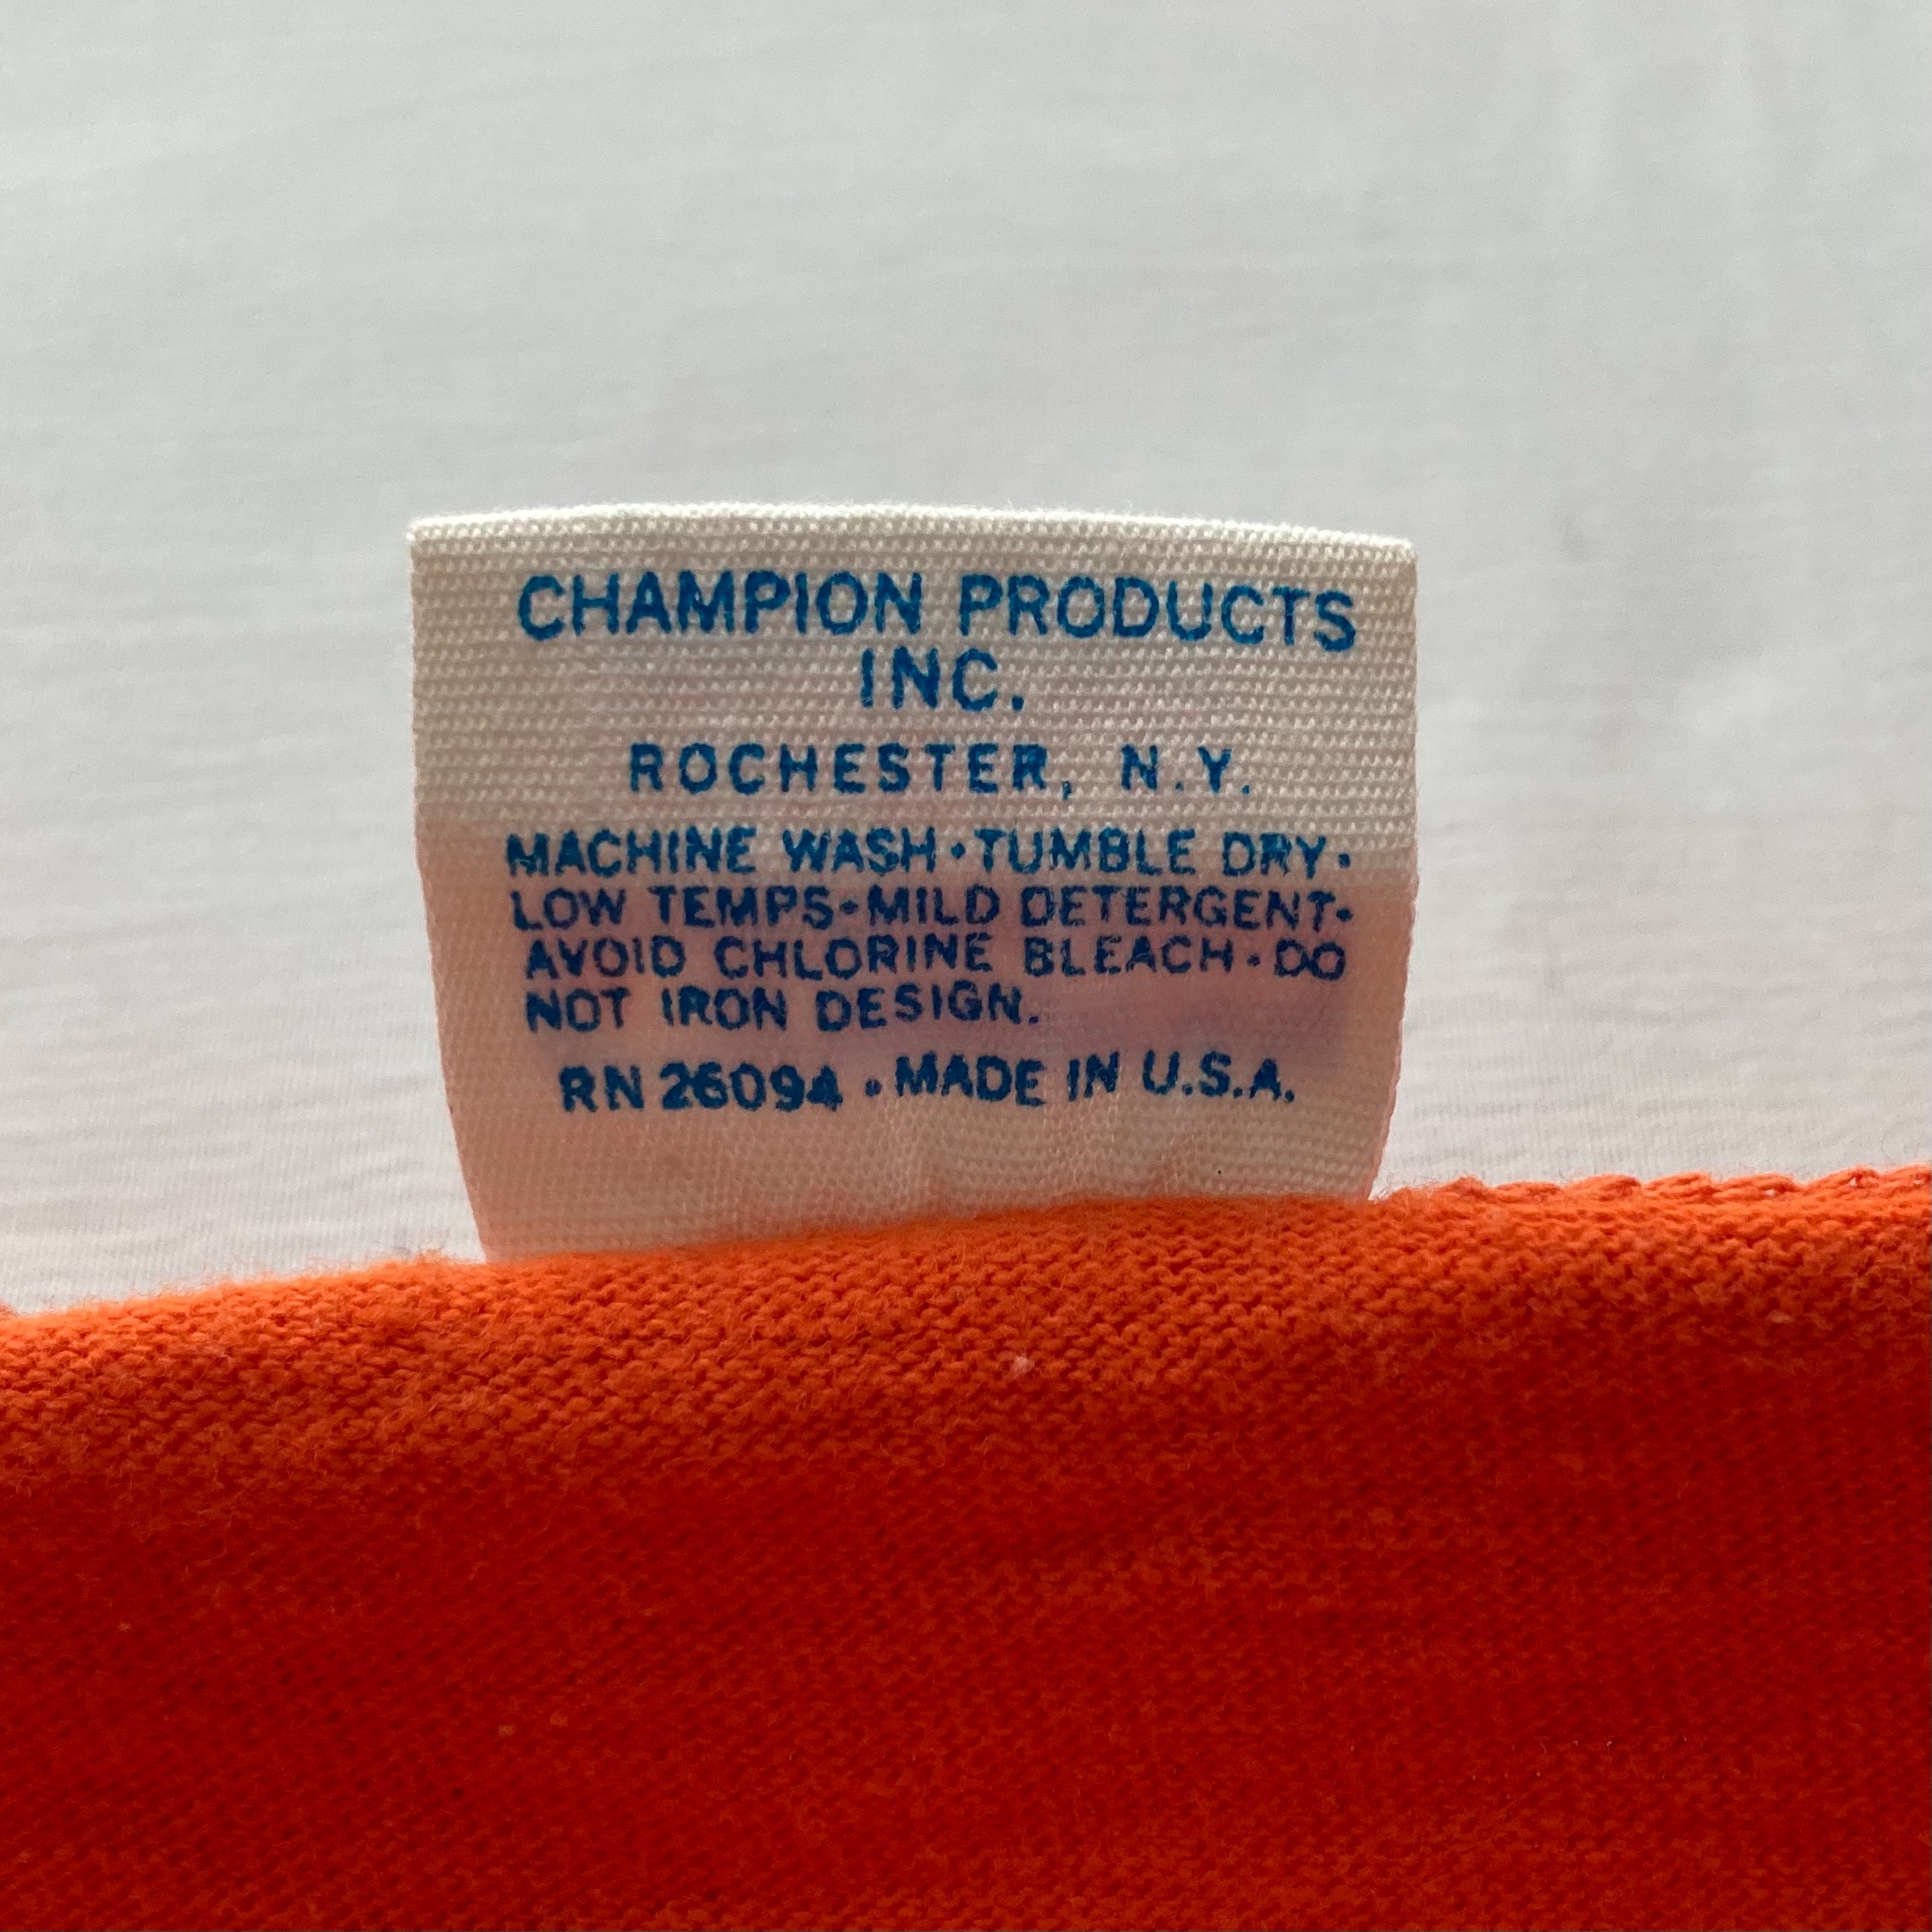 CHAMPION PRODUCTS
INC.
ROCHESTER, N.Y.
MACHINE WASH • TUMBLE DRY •
LOW TEMPS • MILD DETERGENT •
AVOID CHLORINE BLEACH • DO
NOT IRON DESIGN.
RN 26094 • MADE IN U.S.A.